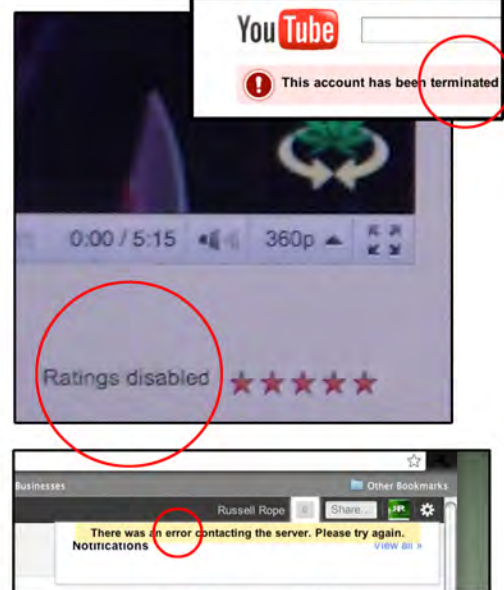 YouTube
This account has been terminated
0:00 / 5:15
360p
Ratings disabled
Businesses
Other Bookmarks
Russell Rope
Share...
There was an error contacting the server. Please try again.
Notifications
View all »